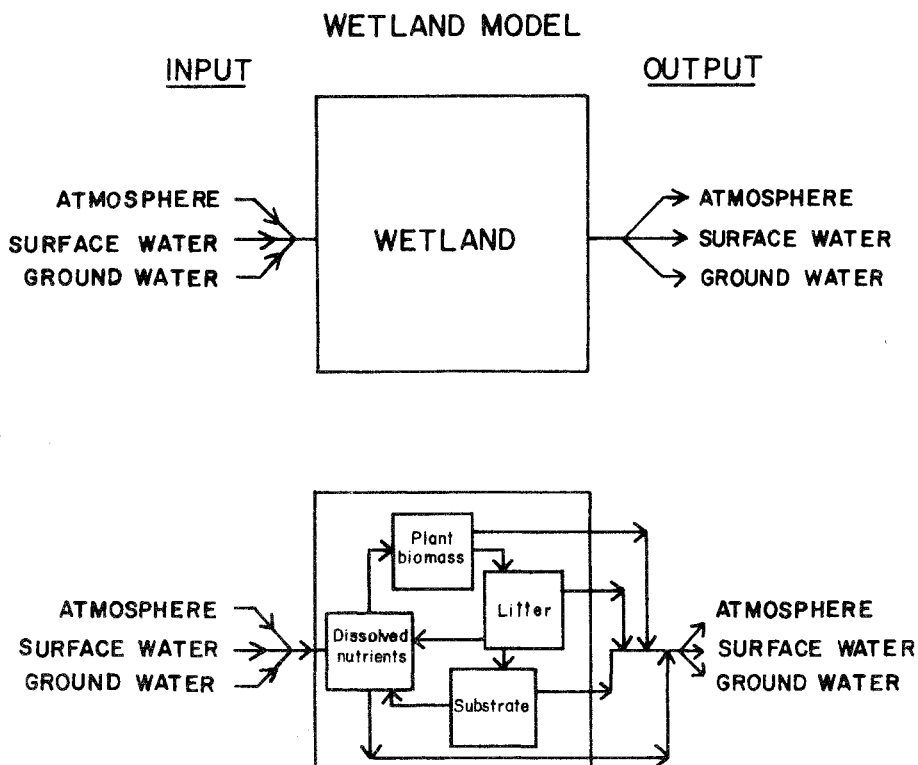 WETLAND MODEL
INPUT
OUTPUT
ATMOSPHERE
SURFACE WATER
GROUND WATER
WETLAND
ATMOSPHERE
SURFACE WATER
GROUND WATER
Plant
biomass
Litter
Dissolved
nutrients
Substrate
ATMOSPHERE
SURFACE WATER
GROUND WATER
ATMOSPHERE
SURFACE WATER
GROUND WATER